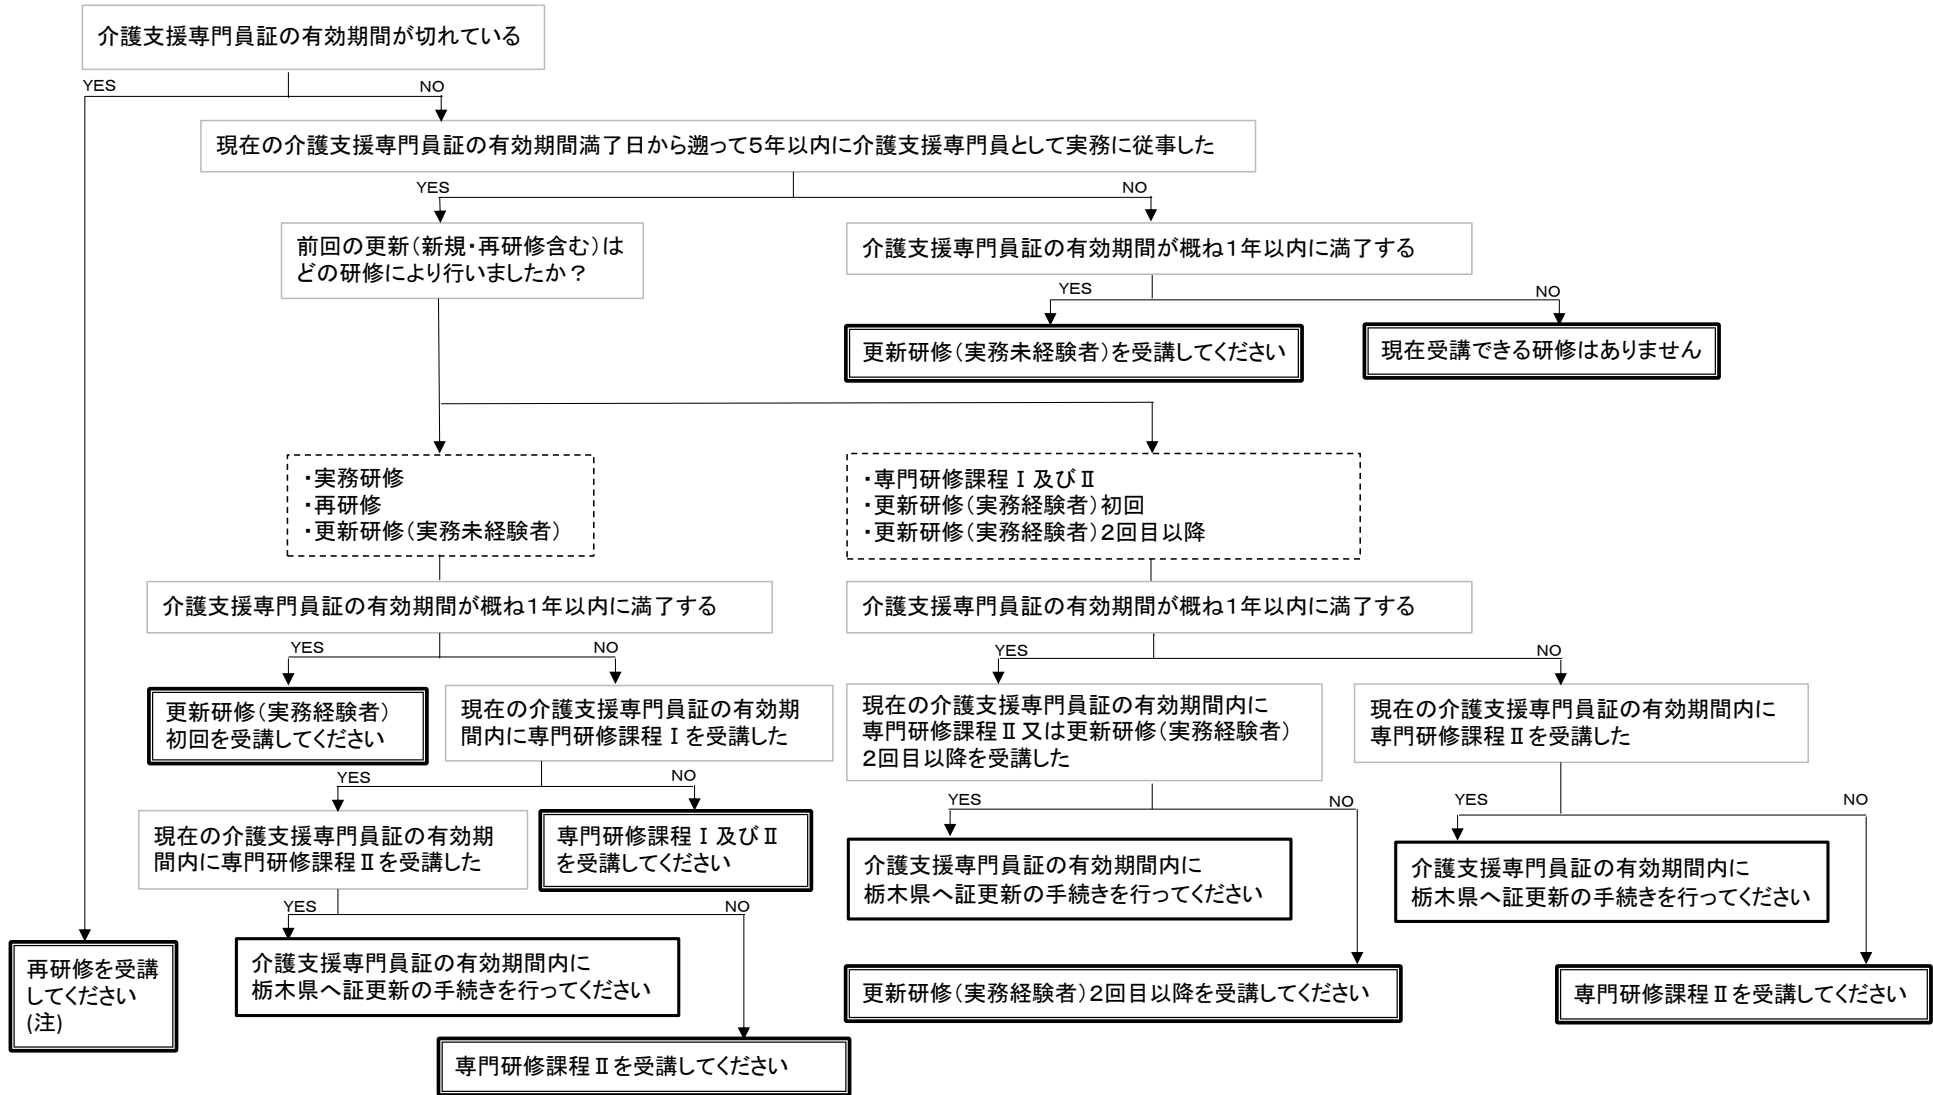 介護支援専門員証の有効期間が切れている
YES
NO
現在の介護支援専門員証の有効期間満了日から遡って5年以内に介護支援専門員として実務に従事した
YES
NO
前回の更新(新規・再研修含む)は
どの研修により行いましたか？
介護支援専門員証の有効期間が概ね1年以内に満了する
YES
NO
更新研修(実務未経験者)を受講してください
現在受講できる研修はありません
・実務研修
・再研修
・更新研修(実務未経験者)
・専門研修課程Ⅰ及びⅡ
・更新研修(実務経験者)初回
・更新研修(実務経験者)2回目以降
介護支援専門員証の有効期間が概ね1年以内に満了する
介護支援専門員証の有効期間が概ね1年以内に満了する
YES
NO
YES
NO
更新研修(実務経験者)
初回を受講してください
現在の介護支援専門員証の有効期
間内に専門研修課程Ⅰを受講した
現在の介護支援専門員証の有効期間内に
専門研修課程Ⅱ又は更新研修(実務経験者)
2回目以降を受講した
現在の介護支援専門員証の有効期間内に
専門研修課程Ⅱを受講した
YES
NO
YES
NO
YES
NO
現在の介護支援専門員証の有効期
間内に専門研修課程Ⅱを受講した
専門研修課程Ⅰ及びⅡ
を受講してください
介護支援専門員証の有効期間内に
栃木県へ証更新の手続きを行ってください
介護支援専門員証の有効期間内に
栃木県へ証更新の手続きを行ってください
YES
NO
再研修を受講
してください
(注)
介護支援専門員証の有効期間内に
栃木県へ証更新の手続きを行ってください
更新研修(実務経験者)2回目以降を受講してください
専門研修課程Ⅱを受講してください
専門研修課程Ⅱを受講してください